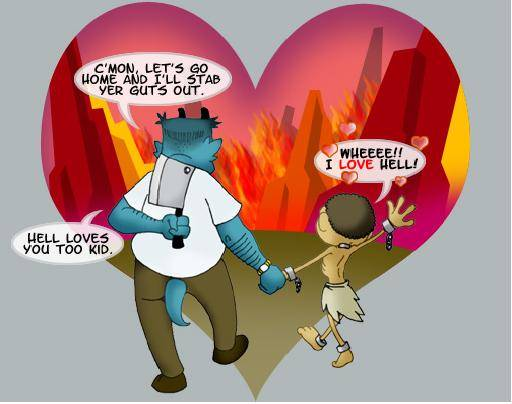 C'MON, LET'S GO
HOME AND I'LL STAB
YER GUTS OUT.
WHEEEE!!
I LOVE HELL!
HELL LOVES
YOU TOO KID.